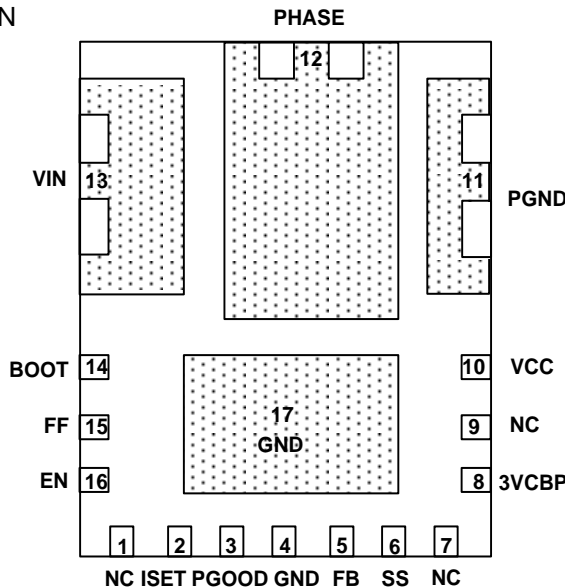 N
PHASE
12
VIN
13
11
PGND
BOOT
14
10
VCC
FF
15
17
GND
9
NC
EN
16
8
3VCBP
1
2
3
4
5
6
7
NC ISET PGOOD GND FB SS NC